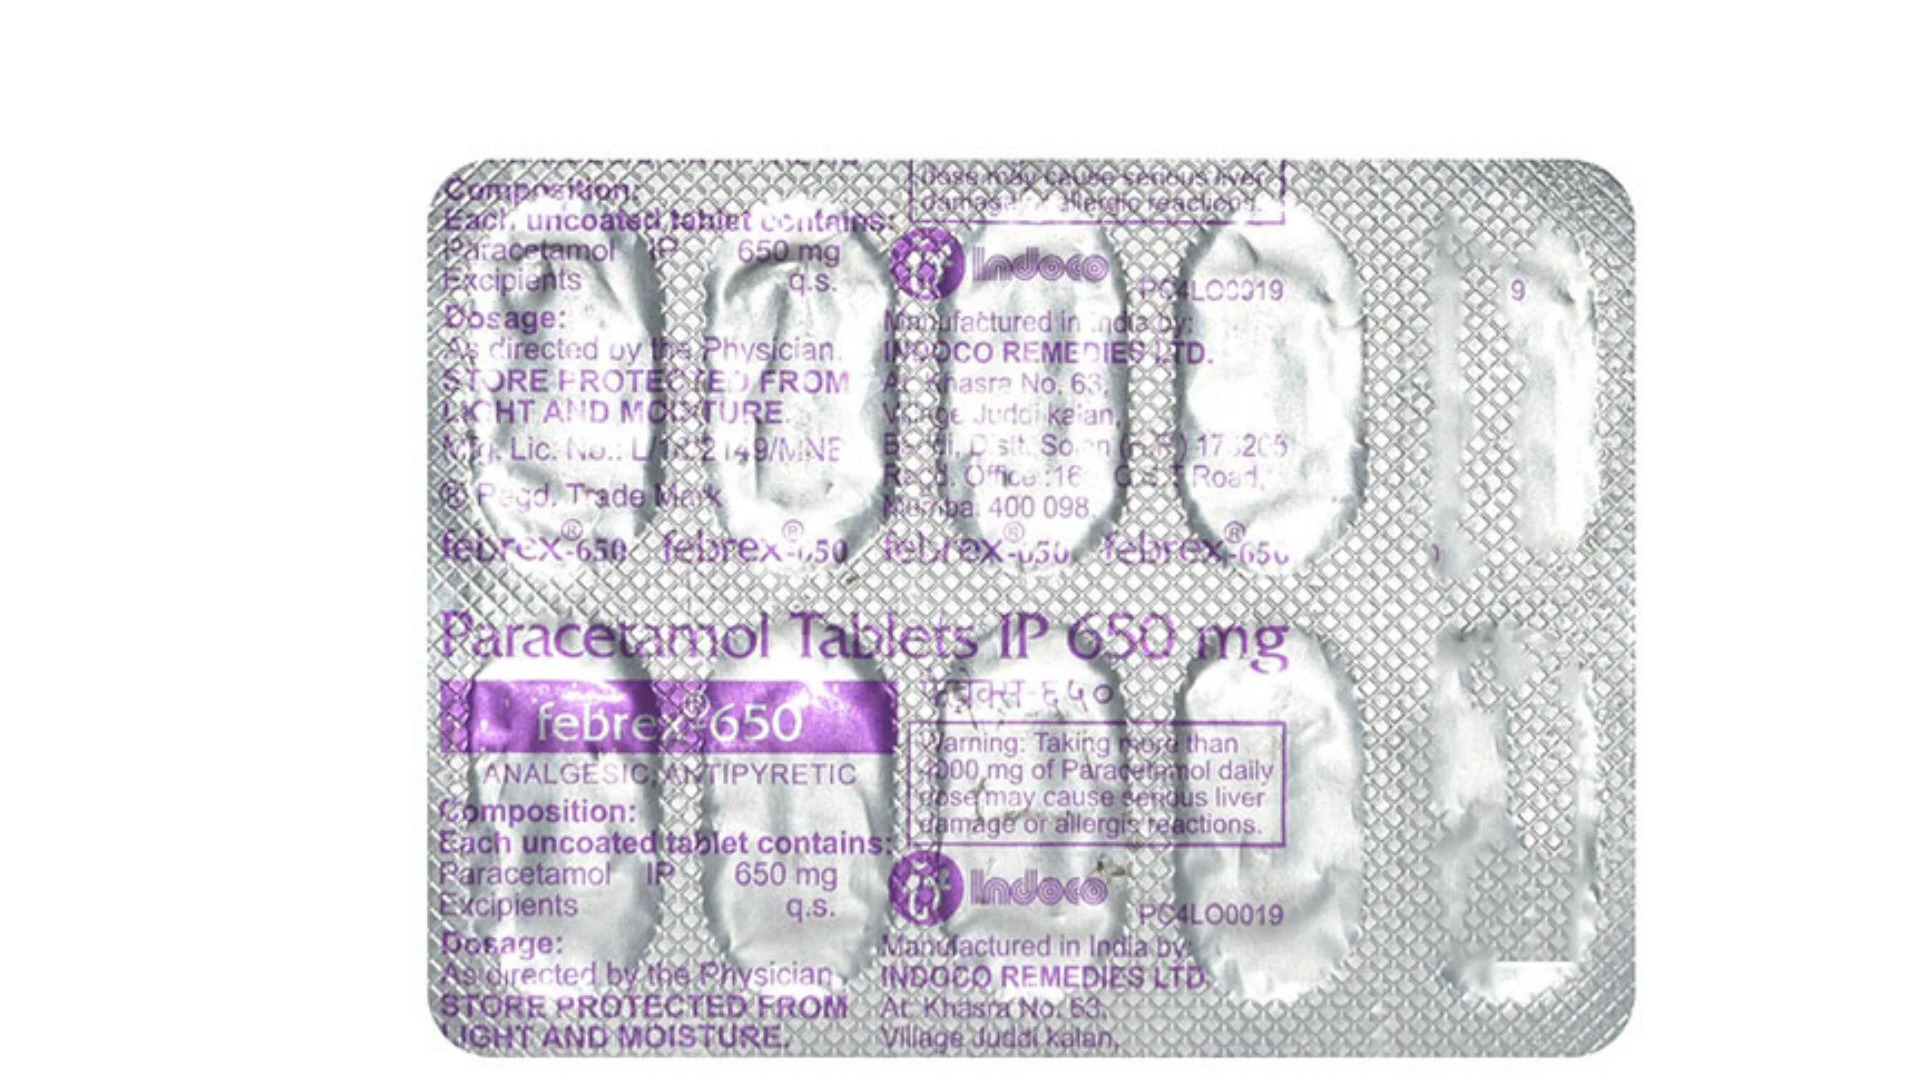 Composition:
Each uncoated tablet contains:
Paracetamol IP 650 mg
Excipients q.s.
Dosage:
As directed by the Physician.
STORE PROTECTED FROM
LIGHT AND MOISTURE.
Mfg. Lic. No.:
® Regd. Trade Mark
dose may cause serious liver
damage or allergic reactions.
Indoco
PC4LO0019
9
Manufactured in India by:
INDOCO REMEDIES LTD.
At: Khasra No. 63,
Village Juddi kalan,
Road,
400 098.
febrex®-650 febrex®-650 febrex®-650 febrex®-650
Paracetamol Tablets IP 650 mg
febrex®-650
ANALGESIC, ANTIPYRETIC
Composition:
Each uncoated tablet contains:
Paracetamol IP 650 mg
Excipients q.s.
Dosage:
As directed by the Physician.
STORE PROTECTED FROM
LIGHT AND MOISTURE.
Warning: Taking more than
4000 mg of Paracetamol daily
dose may cause serious liver
damage or allergic reactions.
Indoco
PC4LO0019
Manufactured in India by:
INDOCO REMEDIES LTD.
At: Khasra No. 63,
Village Juddi kalan,